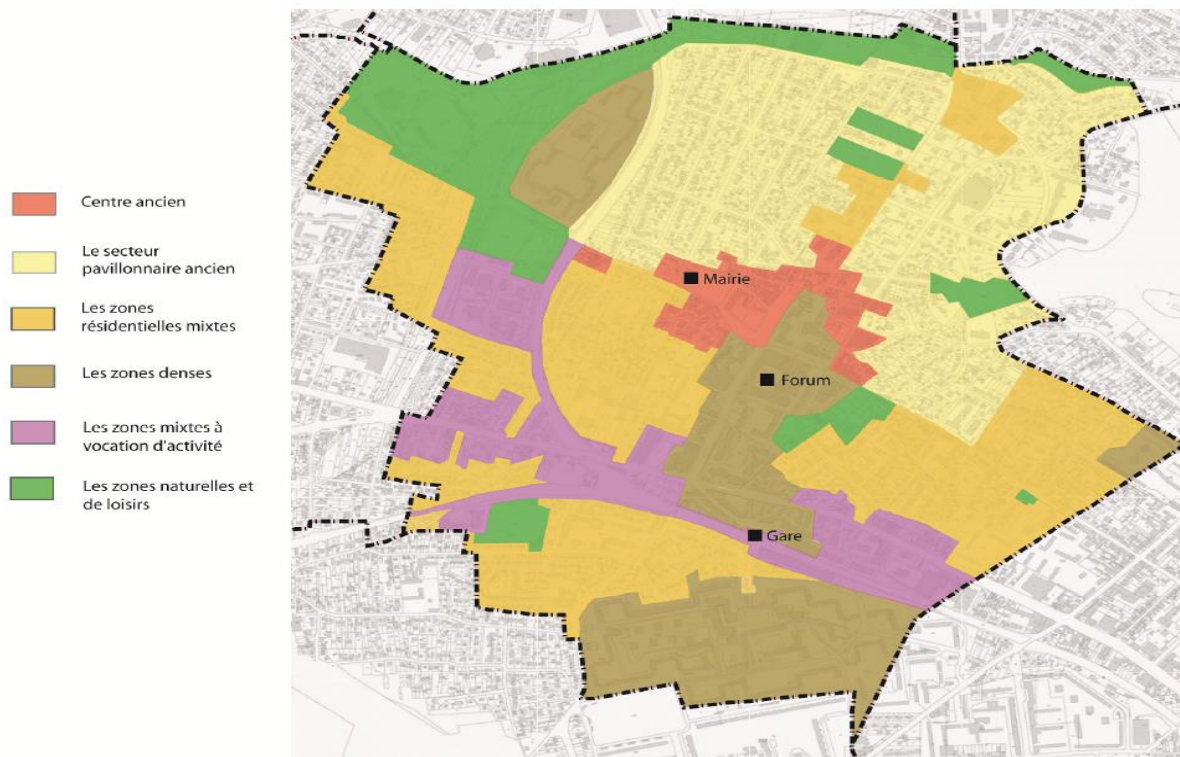 Centre ancien
Le secteur
pavillonnaire ancien
Les zones
résidentielles mixtes
Les zones denses
Les zones mixtes à
vocation d'activité
Les zones naturelles et
de loisirs
Mairie
Forum
Gare